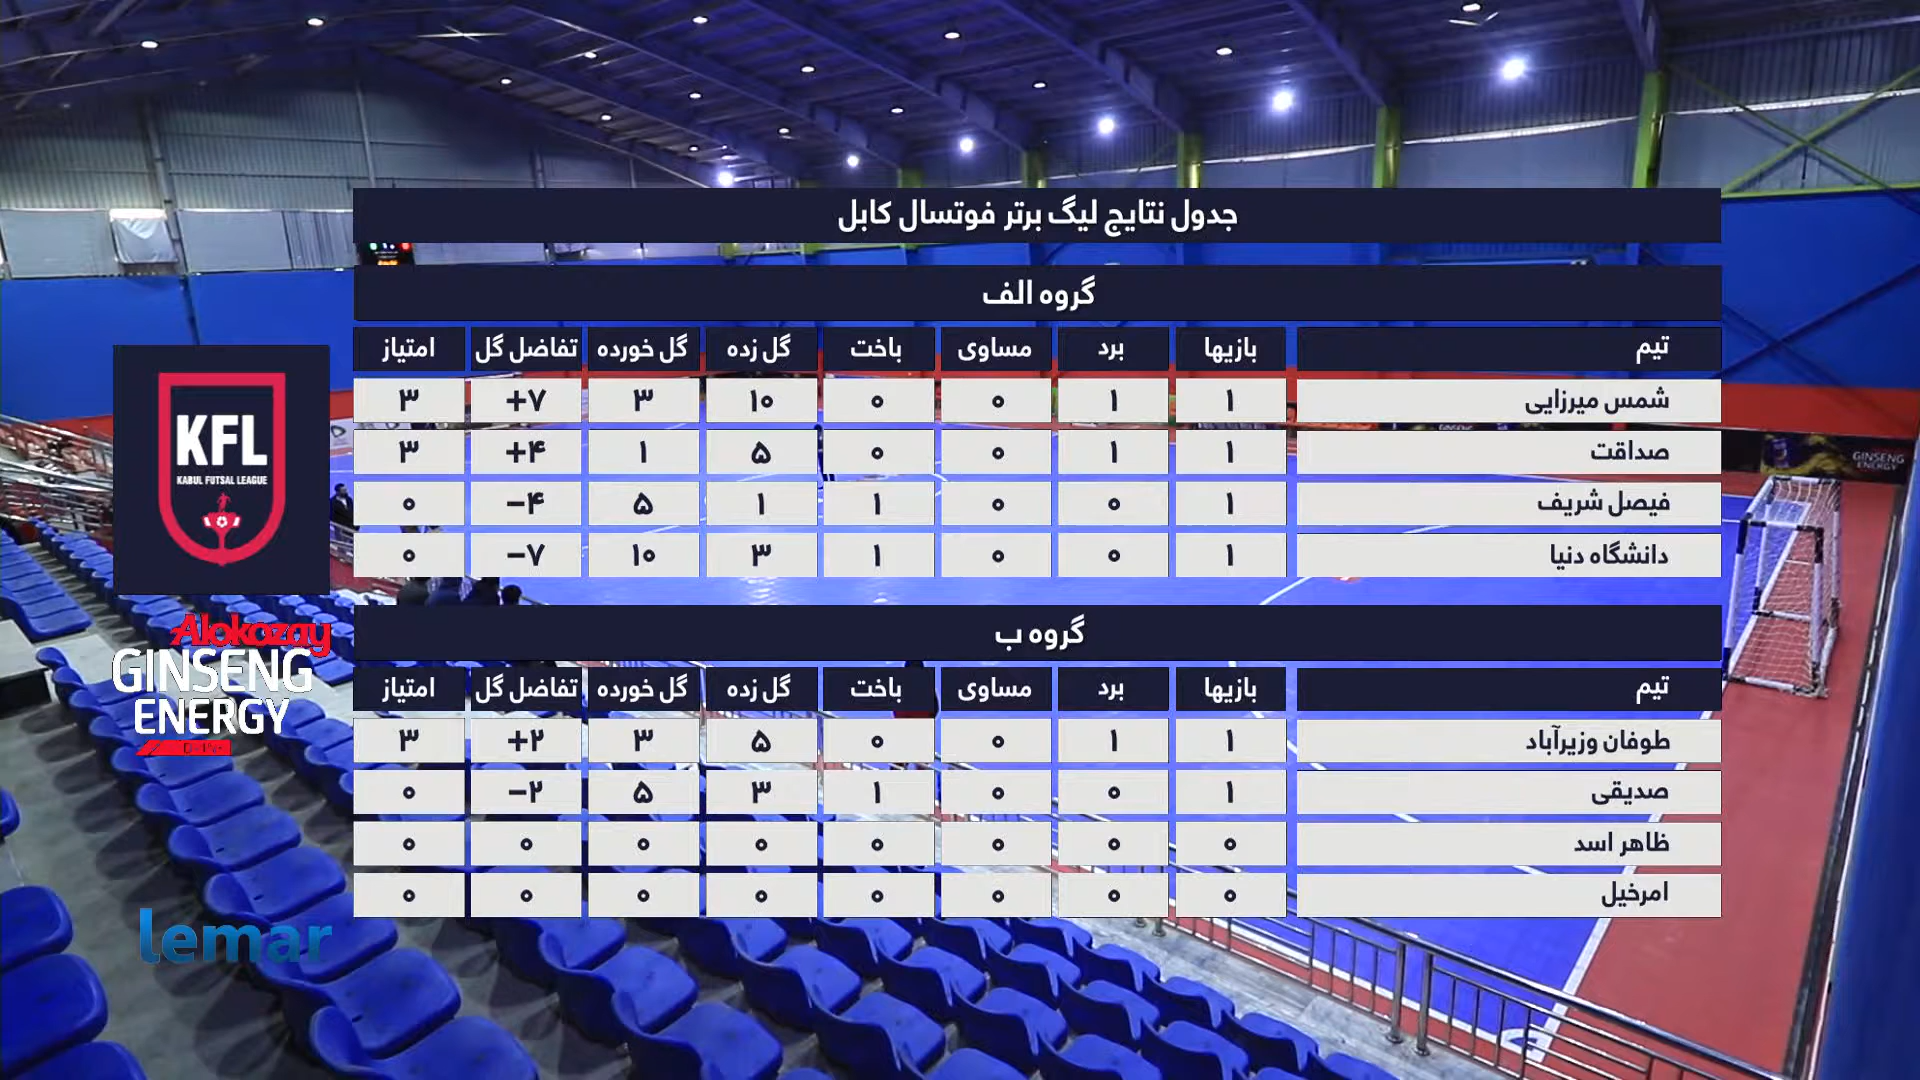 جدول نتایج لیگ برتر فوتسال کابل
گروه الف
تیم بازیها برد مساوی باخت گل زده گل خورده تفاضل گل امتیاز
شمس میرزایی ۱ ۱ ۰ ۰ ۱۰ ۳ +۷ ۳
صداقت ۱ ۱ ۰ ۰ ۵ ۱ +۴ ۳
فیصل شریف ۱ ۰ ۰ ۱ ۱ ۵ -۴ ۰
دانشگاه دنیا ۱ ۰ ۰ ۱ ۳ ۱۰ -۷ ۰
گروه ب
تیم بازیها برد مساوی باخت گل زده گل خورده تفاضل گل امتیاز
طوفان وزیرآباد ۱ ۱ ۰ ۰ ۵ ۳ +۲ ۳
صدیقی ۱ ۰ ۰ ۱ ۳ ۵ -۲ ۰
ظاهر اسد ۰ ۰ ۰ ۰ ۰ ۰ ۰ ۰
امرخیل ۰ ۰ ۰ ۰ ۰ ۰ ۰ ۰
KFL
KABUL FUTSAL LEAGUE
Alokozay
GINSENG
ENERGY
lemar
GINSENG
ENERGY